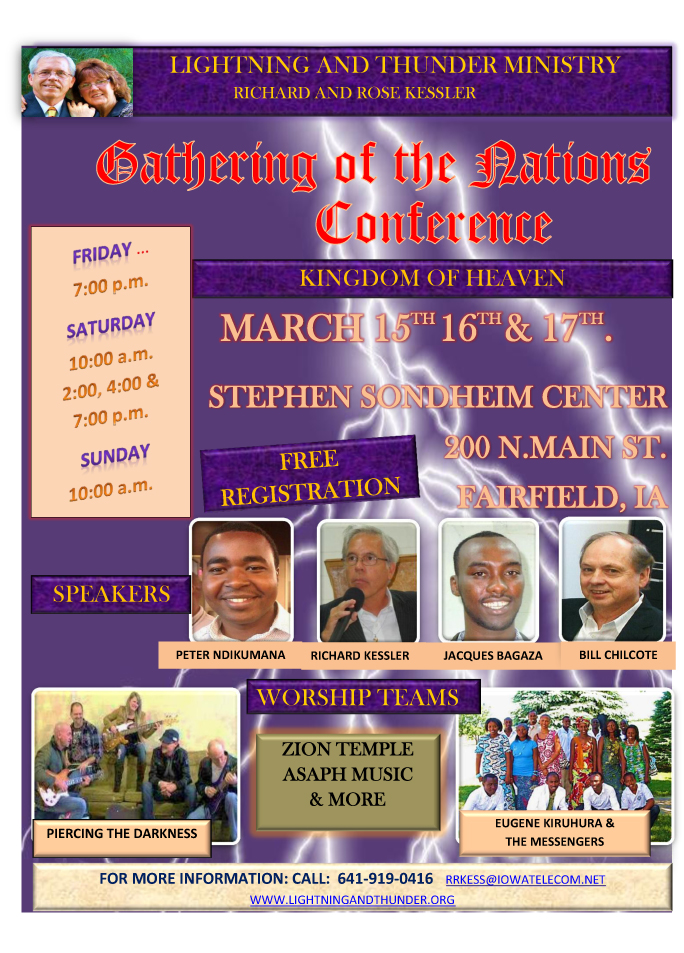 LIGHTNING AND THUNDER MINISTRY
RICHARD AND ROSE KESSLER
Gathering of the Nations
Conference
KINGDOM OF HEAVEN
FRIDAY ...
7:00 p.m.
SATURDAY
10:00 a.m.
2:00, 4:00 &
7:00 p.m.
SUNDAY
10:00 a.m.
MARCH 15TH 16TH & 17TH.
STEPHEN SONDHEIM CENTER
200 N.MAIN ST.
FAIRFIELD, IA
FREE
REGISTRATION
SPEAKERS
PETER NDIKUMANA
RICHARD KESSLER
JACQUES BAGAZA
BILL CHILCOTE
WORSHIP TEAMS
ZION TEMPLE
ASAPH MUSIC
& MORE
PIERCING THE DARKNESS
EUGENE KIRUHURA &
THE MESSENGERS
FOR MORE INFORMATION: CALL: 641-919-0416 RRKESS@IOWATELECOM.NET
WWW.LIGHTNINGANDTHUNDER.ORG